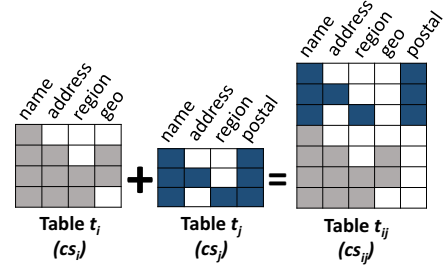 name address region geo
name address region postal
name address region geo postal
+ =
Table tᵢ
(csᵢ)
Table tⱼ
(csⱼ)
Table tᵢⱼ
(csᵢⱼ)